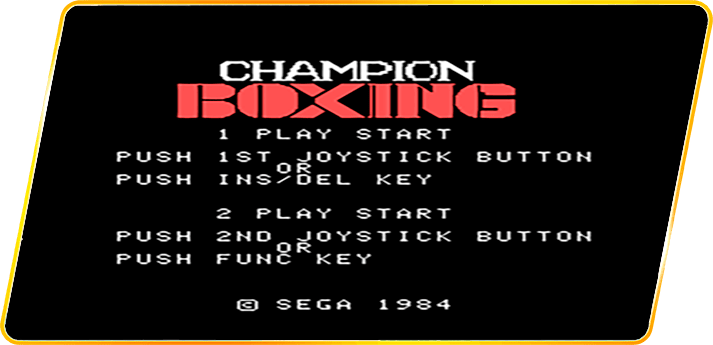 CHAMPION
BOXING
1 PLAY START
PUSH 1ST JOYSTICK BUTTON
OR
PUSH INS/DEL KEY
2 PLAY START
PUSH 2ND JOYSTICK BUTTON
OR
PUSH FUNC KEY
© SEGA 1984